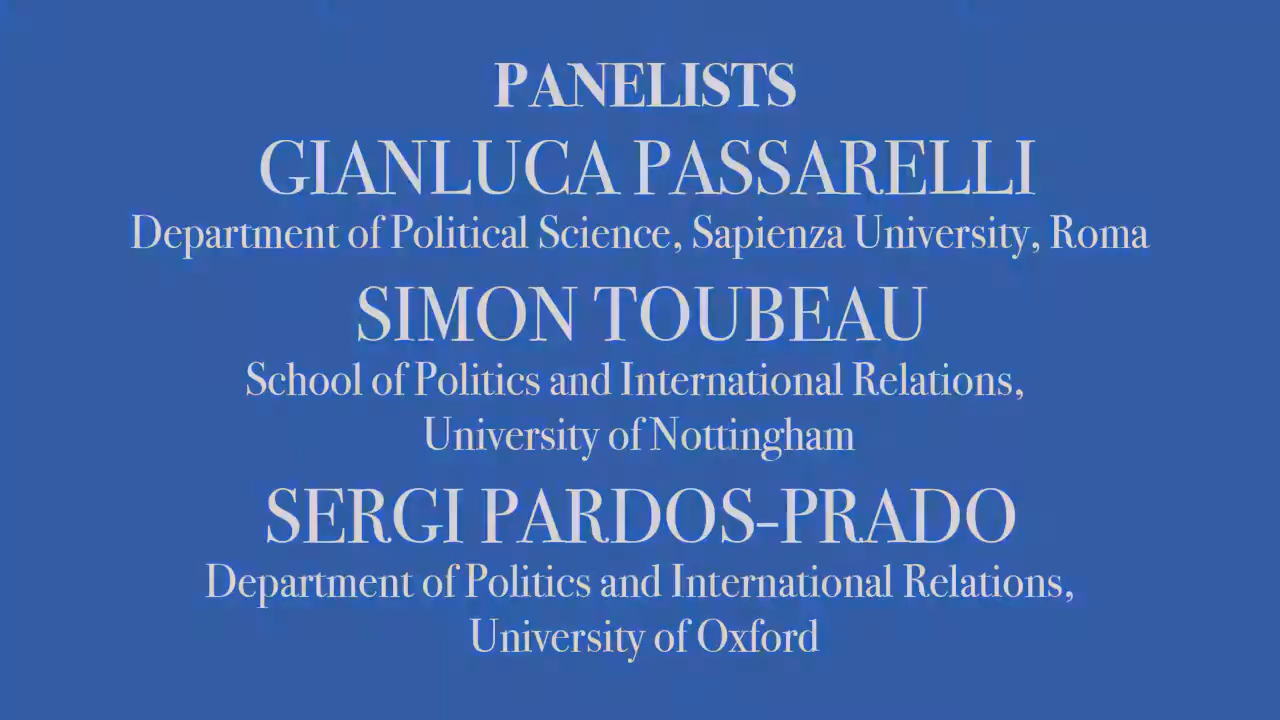 PANELISTS
GIANLUCA PASSARELLI
Department of Political Science, Sapienza University, Roma
SIMON TOUBEAU
School of Politics and International Relations,
University of Nottingham
SERGI PARDOS-PRADO
Department of Politics and International Relations,
University of Oxford